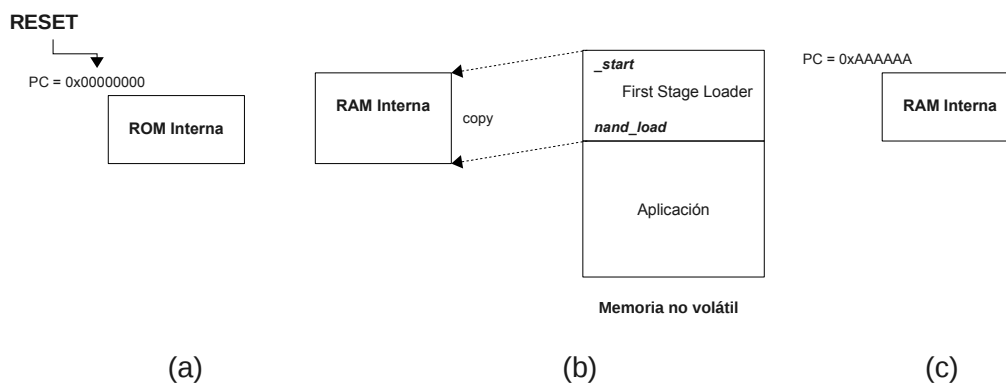 RESET
PC = 0x00000000
ROM Interna
RAM Interna
copy
_start
First Stage Loader
nand_load
Aplicación
Memoria no volátil
PC = 0xAAAAAA
RAM Interna
(a)
(b)
(c)